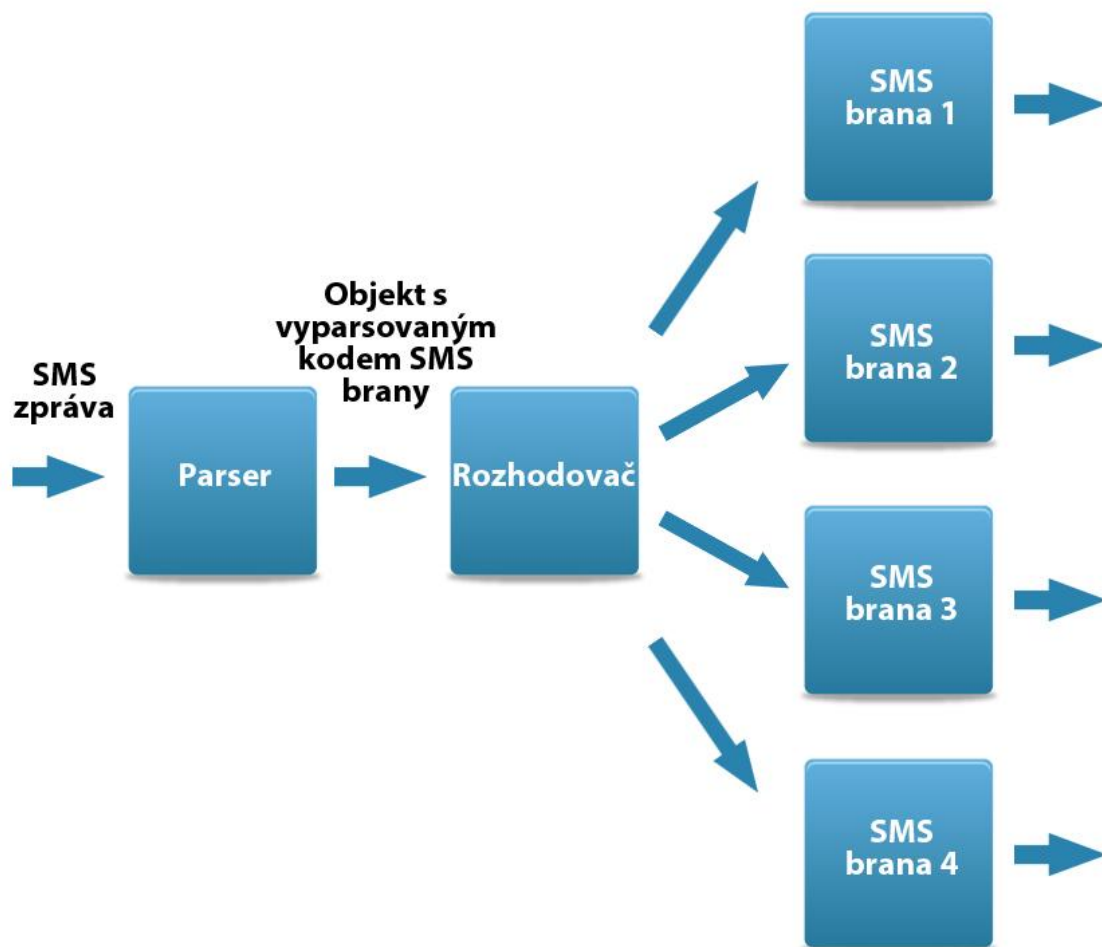 SMS
zpráva
Parser
Objekt s
vyparsovaným
kodem SMS
brany
Rozhodovač
SMS
brana 1
SMS
brana 2
SMS
brana 3
SMS
brana 4